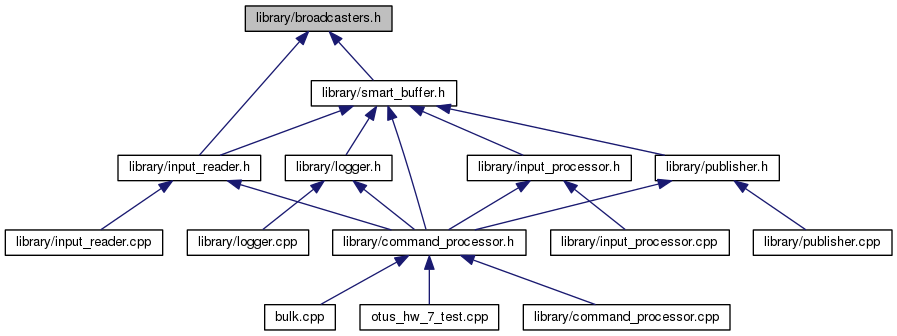 library/broadcasters.h
library/smart_buffer.h
library/input_reader.h
library/logger.h
library/input_processor.h
library/publisher.h
library/input_reader.cpp
library/logger.cpp
library/command_processor.h
library/input_processor.cpp
library/publisher.cpp
bulk.cpp
otus_hw_7_test.cpp
library/command_processor.cpp